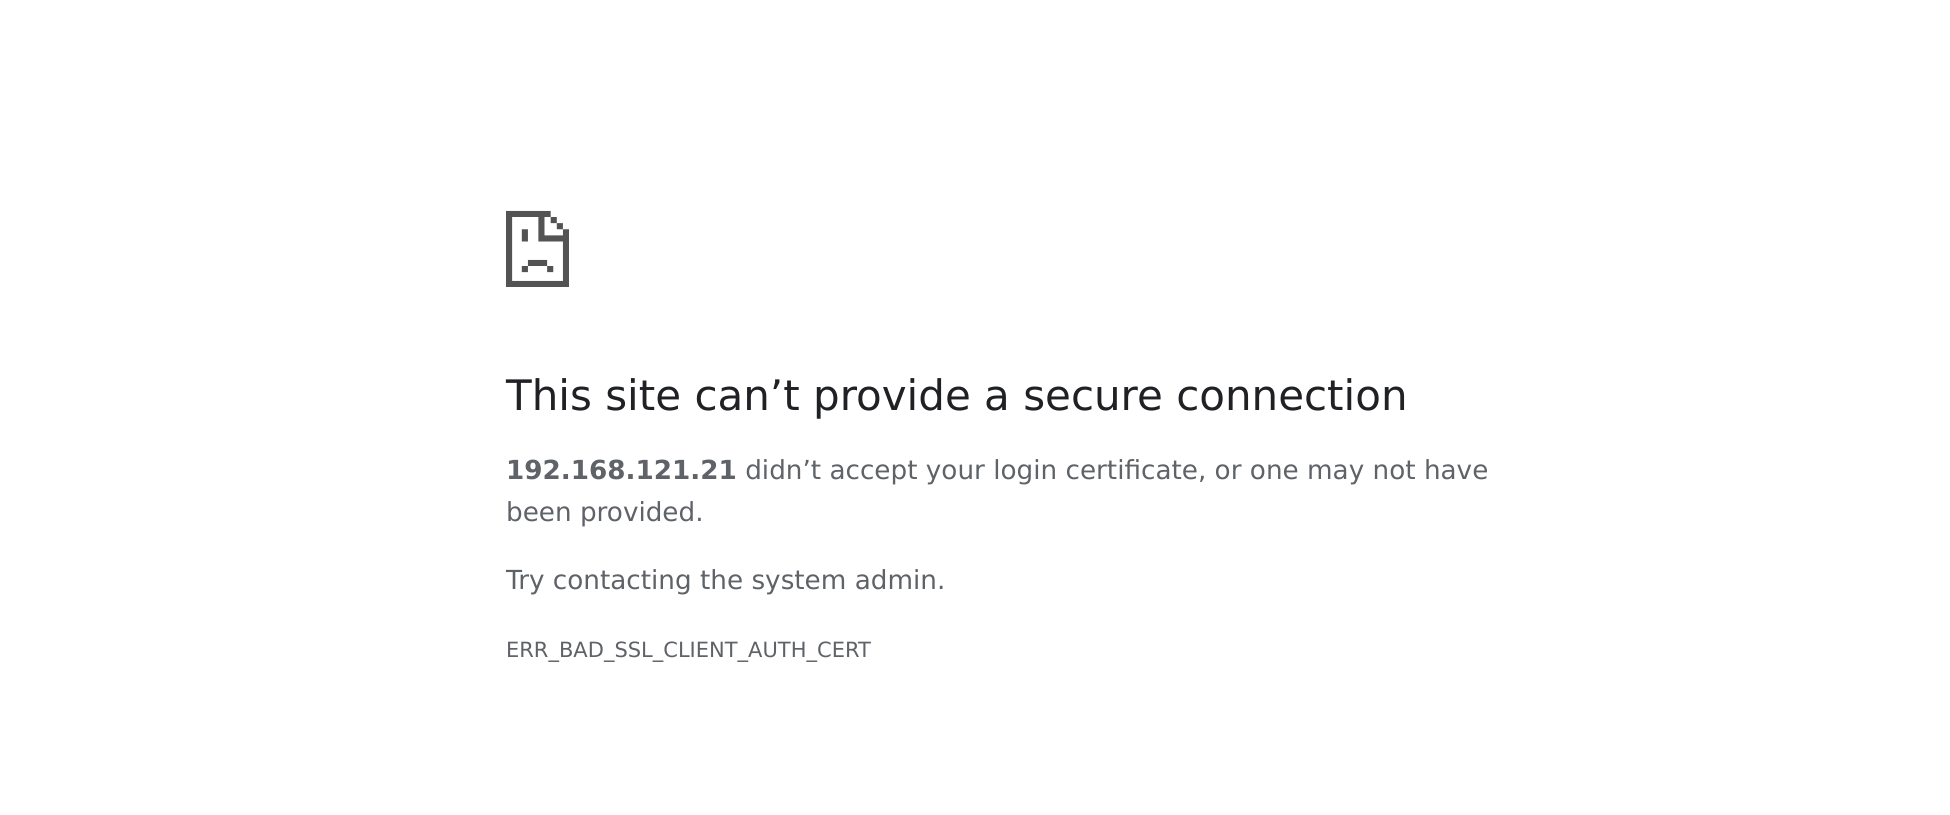 This site can’t provide a secure connection
192.168.121.21 didn’t accept your login certificate, or one may not have
been provided.
Try contacting the system admin.
ERR_BAD_SSL_CLIENT_AUTH_CERT